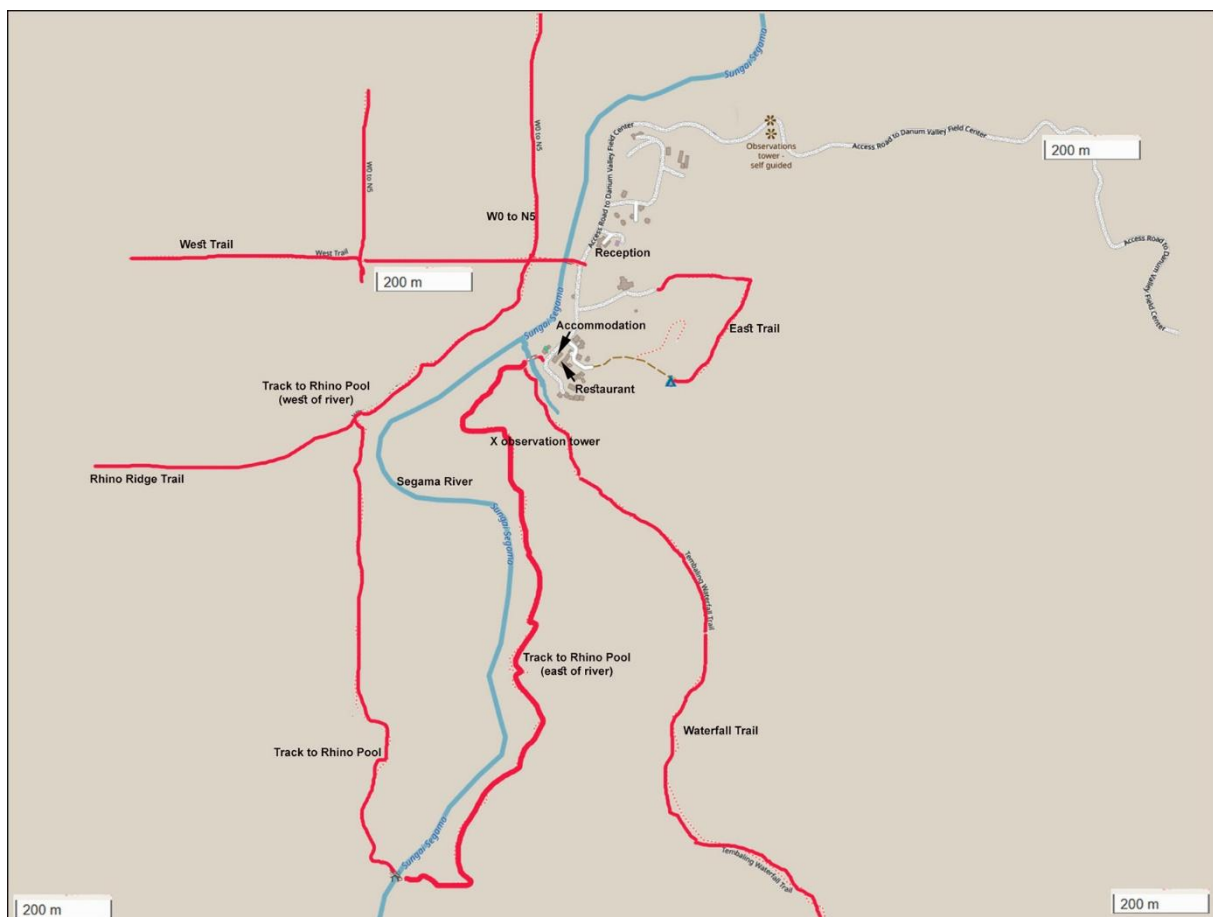 Sungai Segama
Access Road to Danum Valley Field Center
Observations
tower -
self guided
Access Road to Danum Valley Field Center
200 m
W0 to N5
W0 to N5
W0 to N5
West Trail
West Trail
Reception
Access Road to Danum Valley Field Center
200 m
Sungai Segama
Accommodation
East Trail
Restaurant
Track to Rhino Pool
(west of river)
X observation tower
Rhino Ridge Trail
Segama River
Sungai Segama
Tembaling Waterfall Trail
Track to Rhino Pool
(east of river)
Waterfall Trail
Track to Rhino Pool
Sungai Segama
Tembaling Waterfall Trail
200 m
200 m